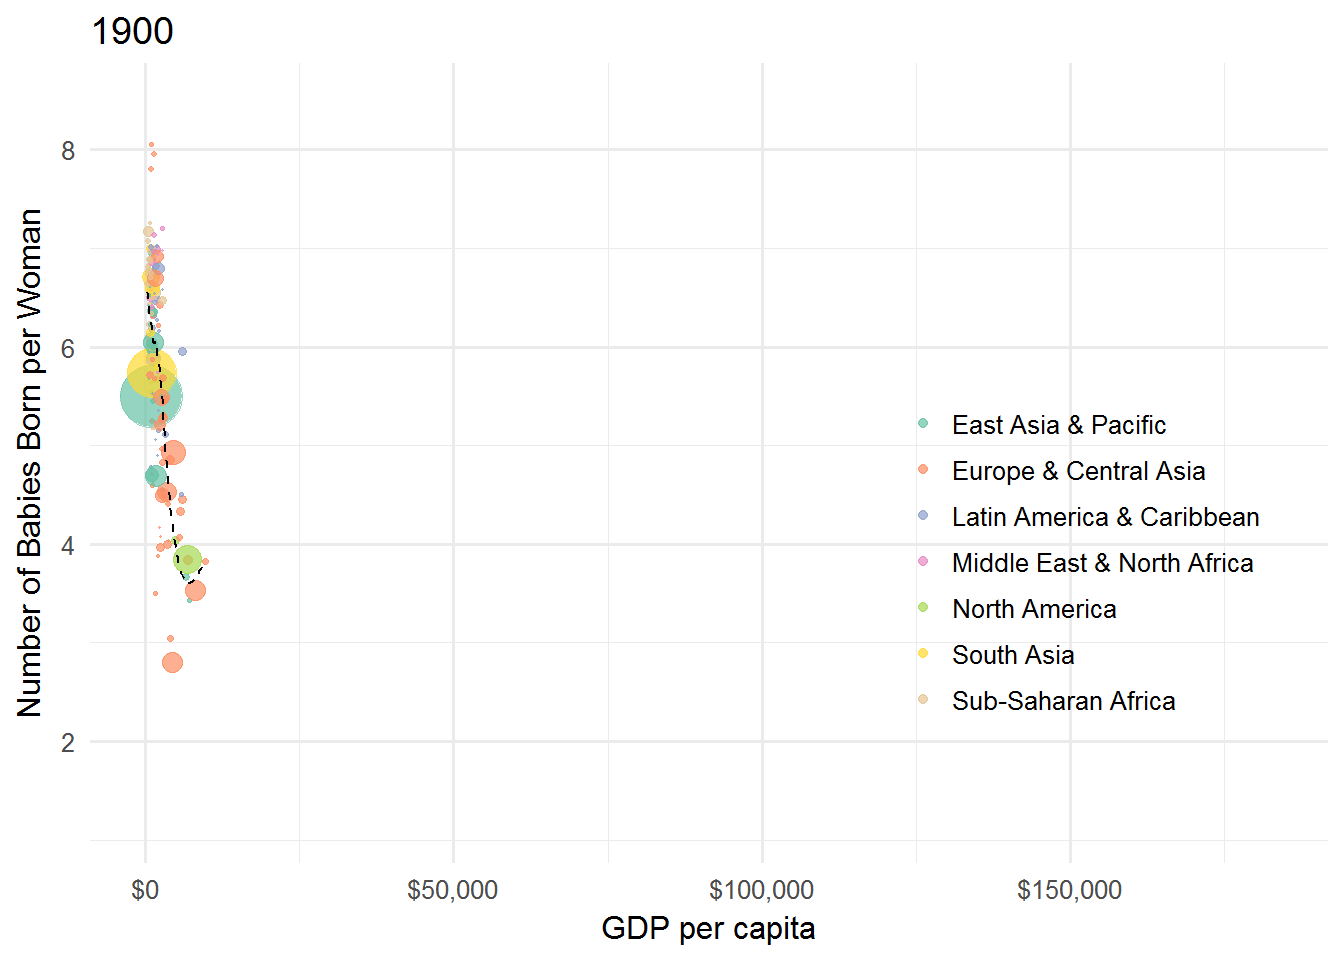 1900
Number of Babies Born per Woman
8
6
4
2
East Asia & Pacific
Europe & Central Asia
Latin America & Caribbean
Middle East & North Africa
North America
South Asia
Sub-Saharan Africa
$0
$50,000
$100,000
$150,000
GDP per capita